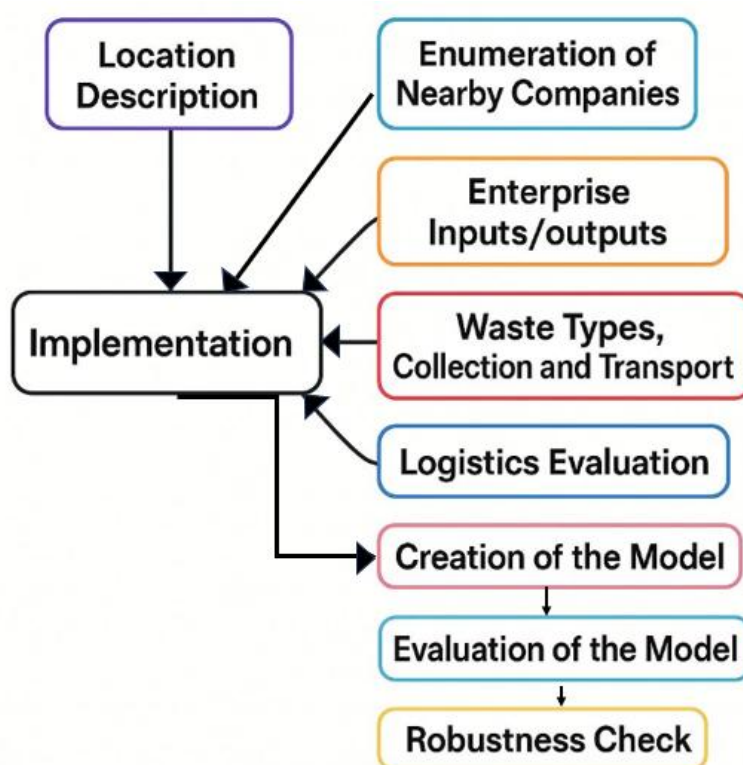 Location
Description
Enumeration of
Nearby Companies
Enterprise
Inputs/outputs
Implementation
Waste Types,
Collection and Transport
Logistics Evaluation
Creation of the Model
Evaluation of the Model
Robustness Check